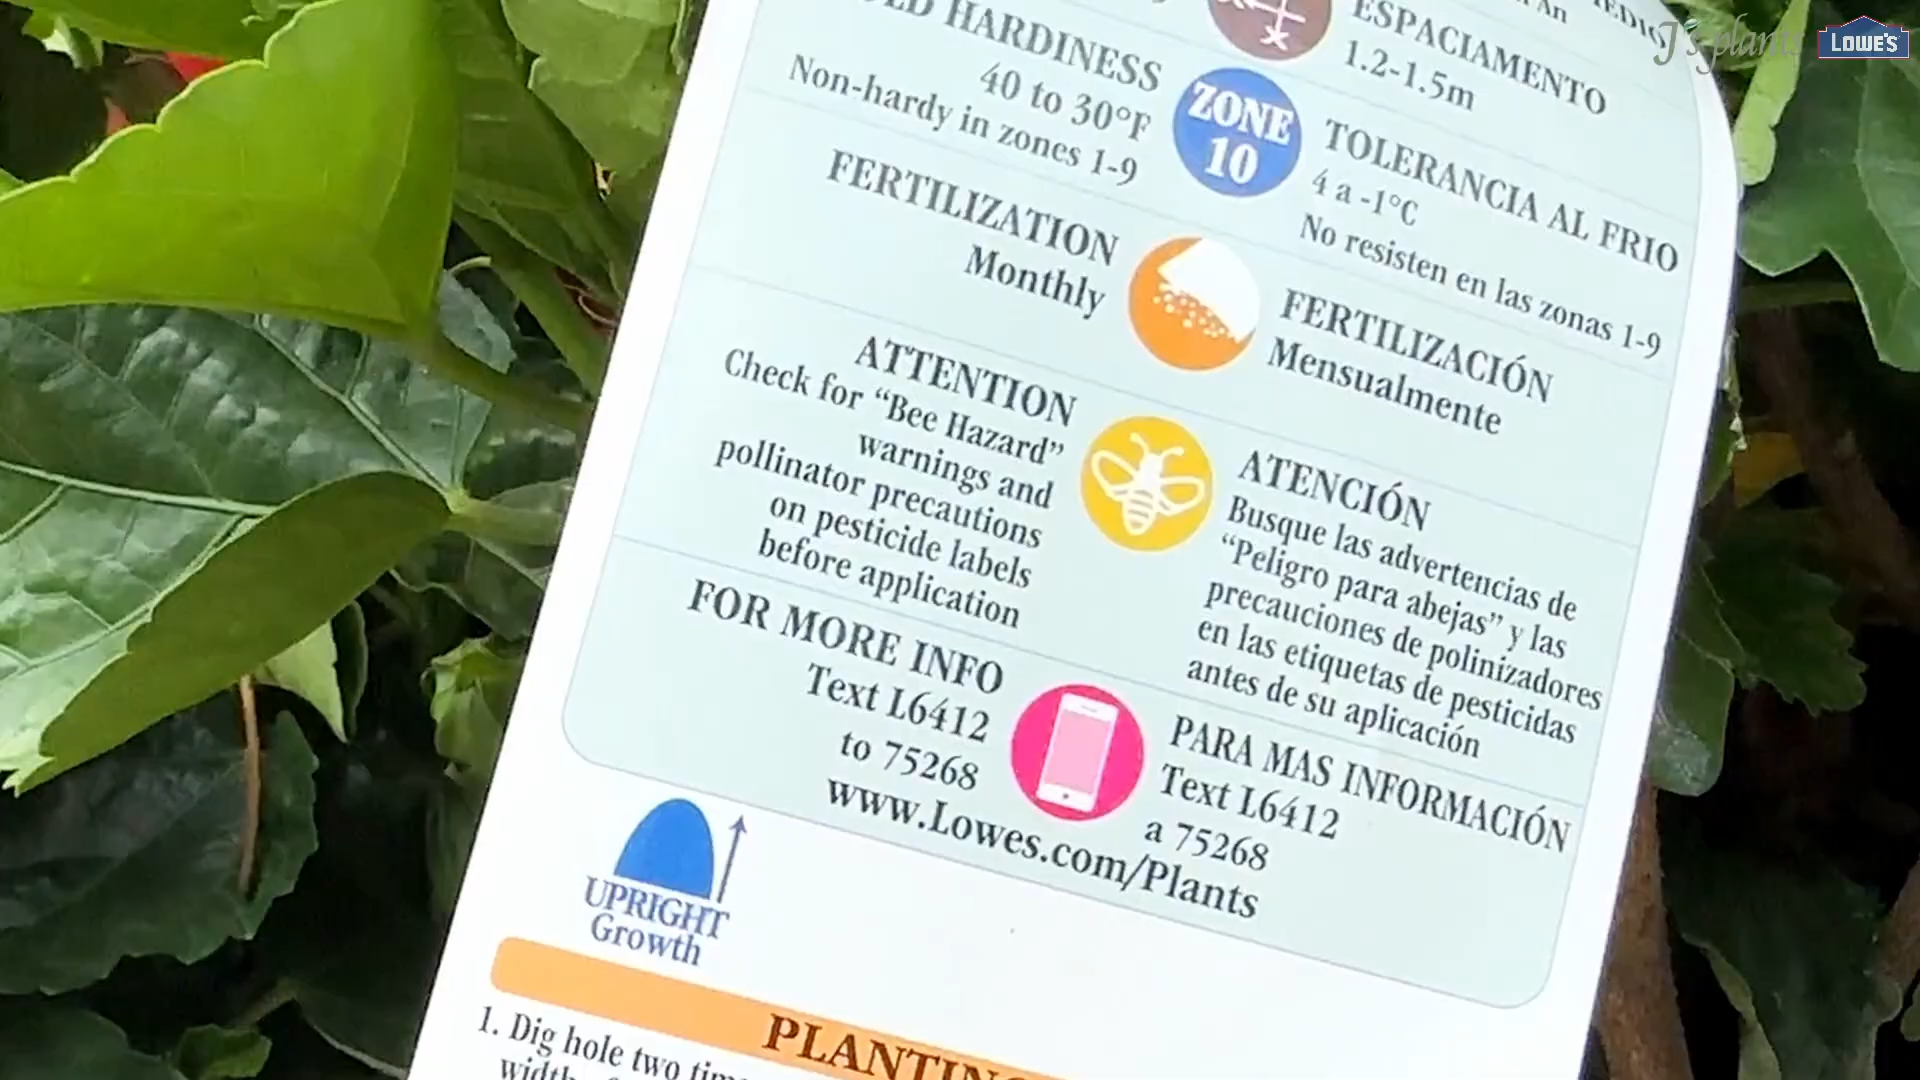 J's plants
LOWE'S
HARDINESS
40 to 30°F
Non-hardy in zones 1-9
ZONE
10
ESPACIAMENTO
1.2-1.5m
TOLERANCIA AL FRIO
4 a -1°C
No resisten en las zonas 1-9
FERTILIZATION
Monthly
FERTILIZACIÓN
Mensualmente
ATTENTION
Check for “Bee Hazard”
warnings and
pollinator precautions
on pesticide labels
before application
ATENCIÓN
Busque las advertencias de
“Peligro para abejas” y las
precauciones de polinizadores
en las etiquetas de pesticidas
antes de su aplicación
FOR MORE INFO
Text L6412
to 75268
PARA MAS INFORMACIÓN
Text L6412
a 75268
www.Lowes.com/Plants
UPRIGHT
Growth
1. Dig hole two
width